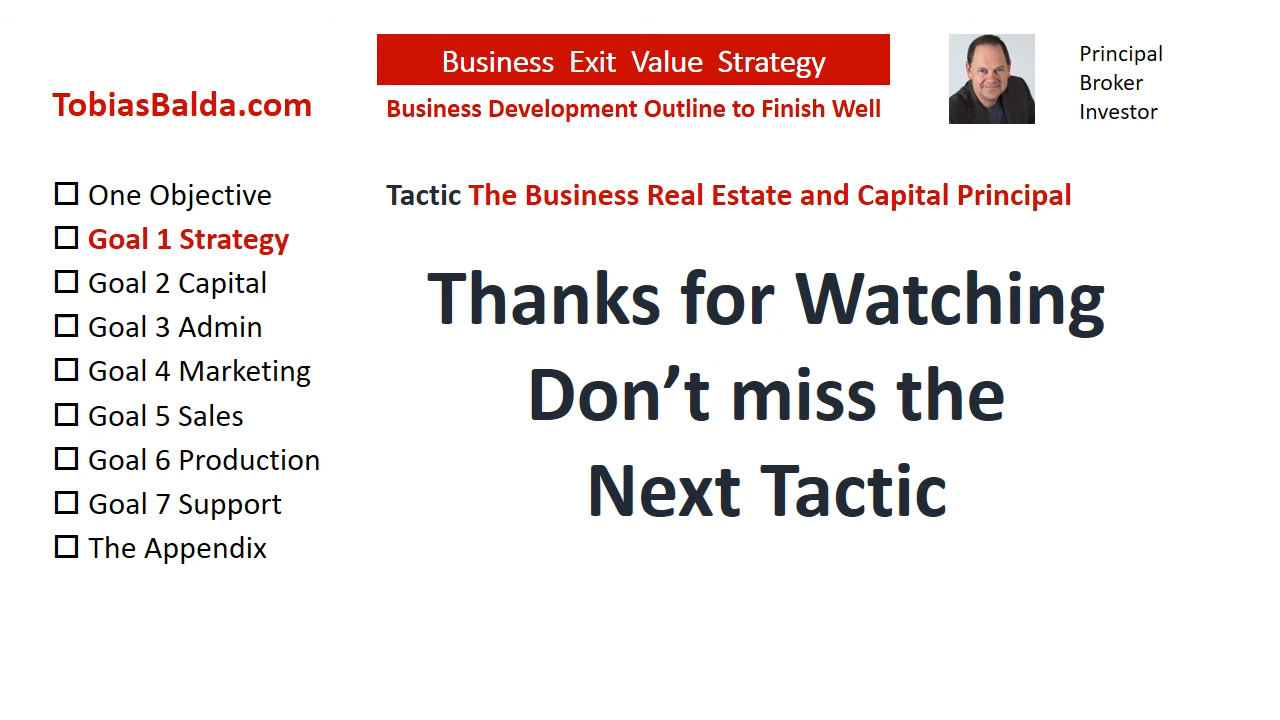 Business Exit Value Strategy
TobiasBalda.com
Business Development Outline to Finish Well
Principal
Broker
Investor
One Objective
Goal 1 Strategy
Goal 2 Capital
Goal 3 Admin
Goal 4 Marketing
Goal 5 Sales
Goal 6 Production
Goal 7 Support
The Appendix
Tactic The Business Real Estate and Capital Principal
Thanks for Watching
Don’t miss the
Next Tactic